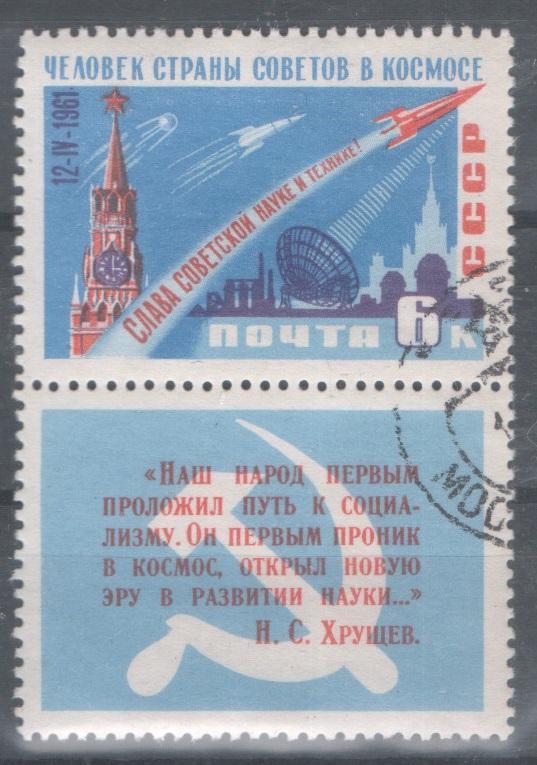 ЧЕЛОВЕК СТРАНЫ СОВЕТОВ В КОСМОСЕ
12-IV-1961
СЛАВА СОВЕТСКОЙ НАУКЕ И ТЕХНИКЕ!
СССР
ПОЧТА 6 К
«НАШ НАРОД ПЕРВЫМ
ПРОЛОЖИЛ ПУТЬ К СОЦИА-
ЛИЗМУ. ОН ПЕРВЫМ ПРОНИК
В КОСМОС, ОТКРЫЛ НОВУЮ
ЭРУ В РАЗВИТИИ НАУКИ...»
Н. С. ХРУЩЕВ.
МОС